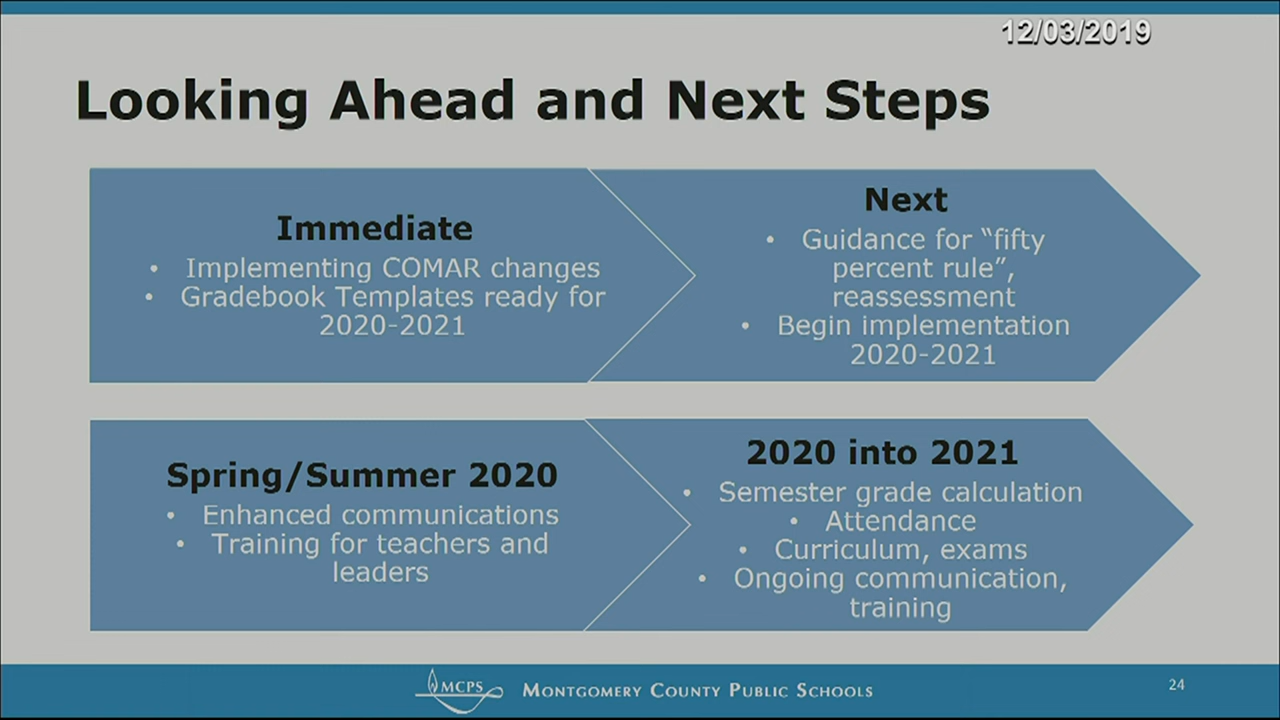 12/03/2019
Looking Ahead and Next Steps
Immediate
• Implementing COMAR changes
• Gradebook Templates ready for
2020-2021
Next
• Guidance for “fifty
percent rule”,
reassessment
• Begin implementation
2020-2021
Spring/Summer 2020
• Enhanced communications
• Training for teachers and
leaders
2020 into 2021
• Semester grade calculation
• Attendance
• Curriculum, exams
• Ongoing communication,
training
MCPS
MONTGOMERY COUNTY PUBLIC SCHOOLS
24